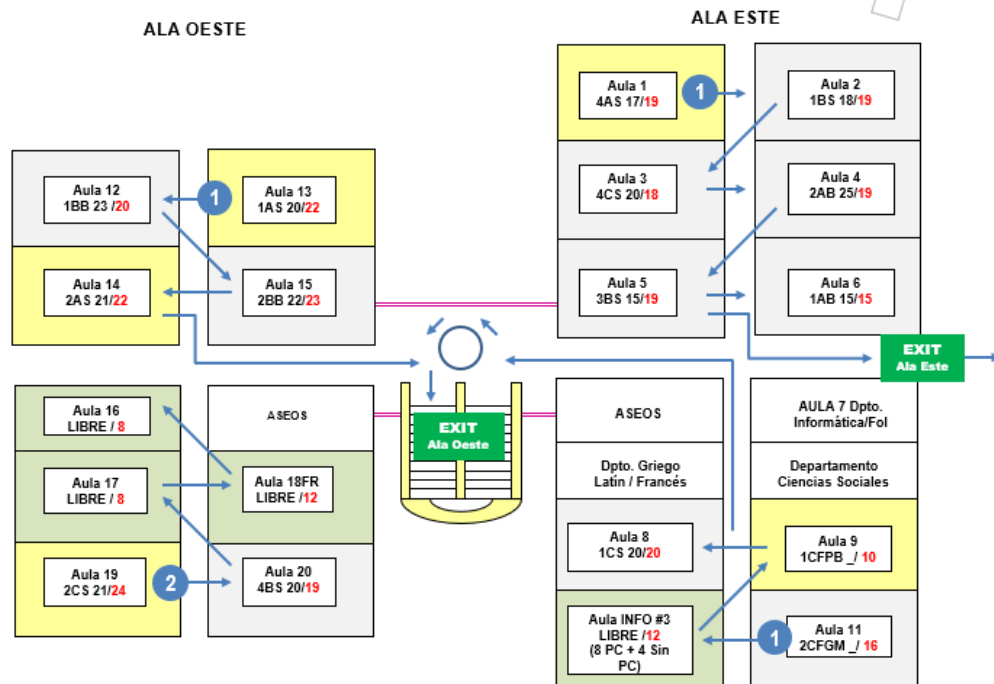 ALA OESTE
ALA ESTE
Aula 1
4AS 17/19
1
Aula 2
1BS 18/19
Aula 3
4CS 20/18
Aula 4
2AB 25/19
Aula 5
3BS 15/19
Aula 6
1AB 15/15
Aula 12
1BB 23 /20
1
Aula 13
1AS 20/22
Aula 14
2AS 21/22
Aula 15
2BB 22/23
EXIT
Ala Este
EXIT
Ala Oeste
Aula 16
LIBRE / 8
ASEOS
Aula 17
LIBRE / 8
Aula 18FR
LIBRE /12
Aula 19
2CS 21/24
2
Aula 20
4BS 20/19
ASEOS
AULA 7 Dpto.
Informática/Fol
Dpto. Griego
Latín / Francés
Departamento
Ciencias Sociales
Aula 8
1CS 20/20
Aula 9
1CFPB _/ 10
Aula INFO #3
LIBRE /12
(8 PC + 4 Sin
PC)
1
Aula 11
2CFGM _/ 16